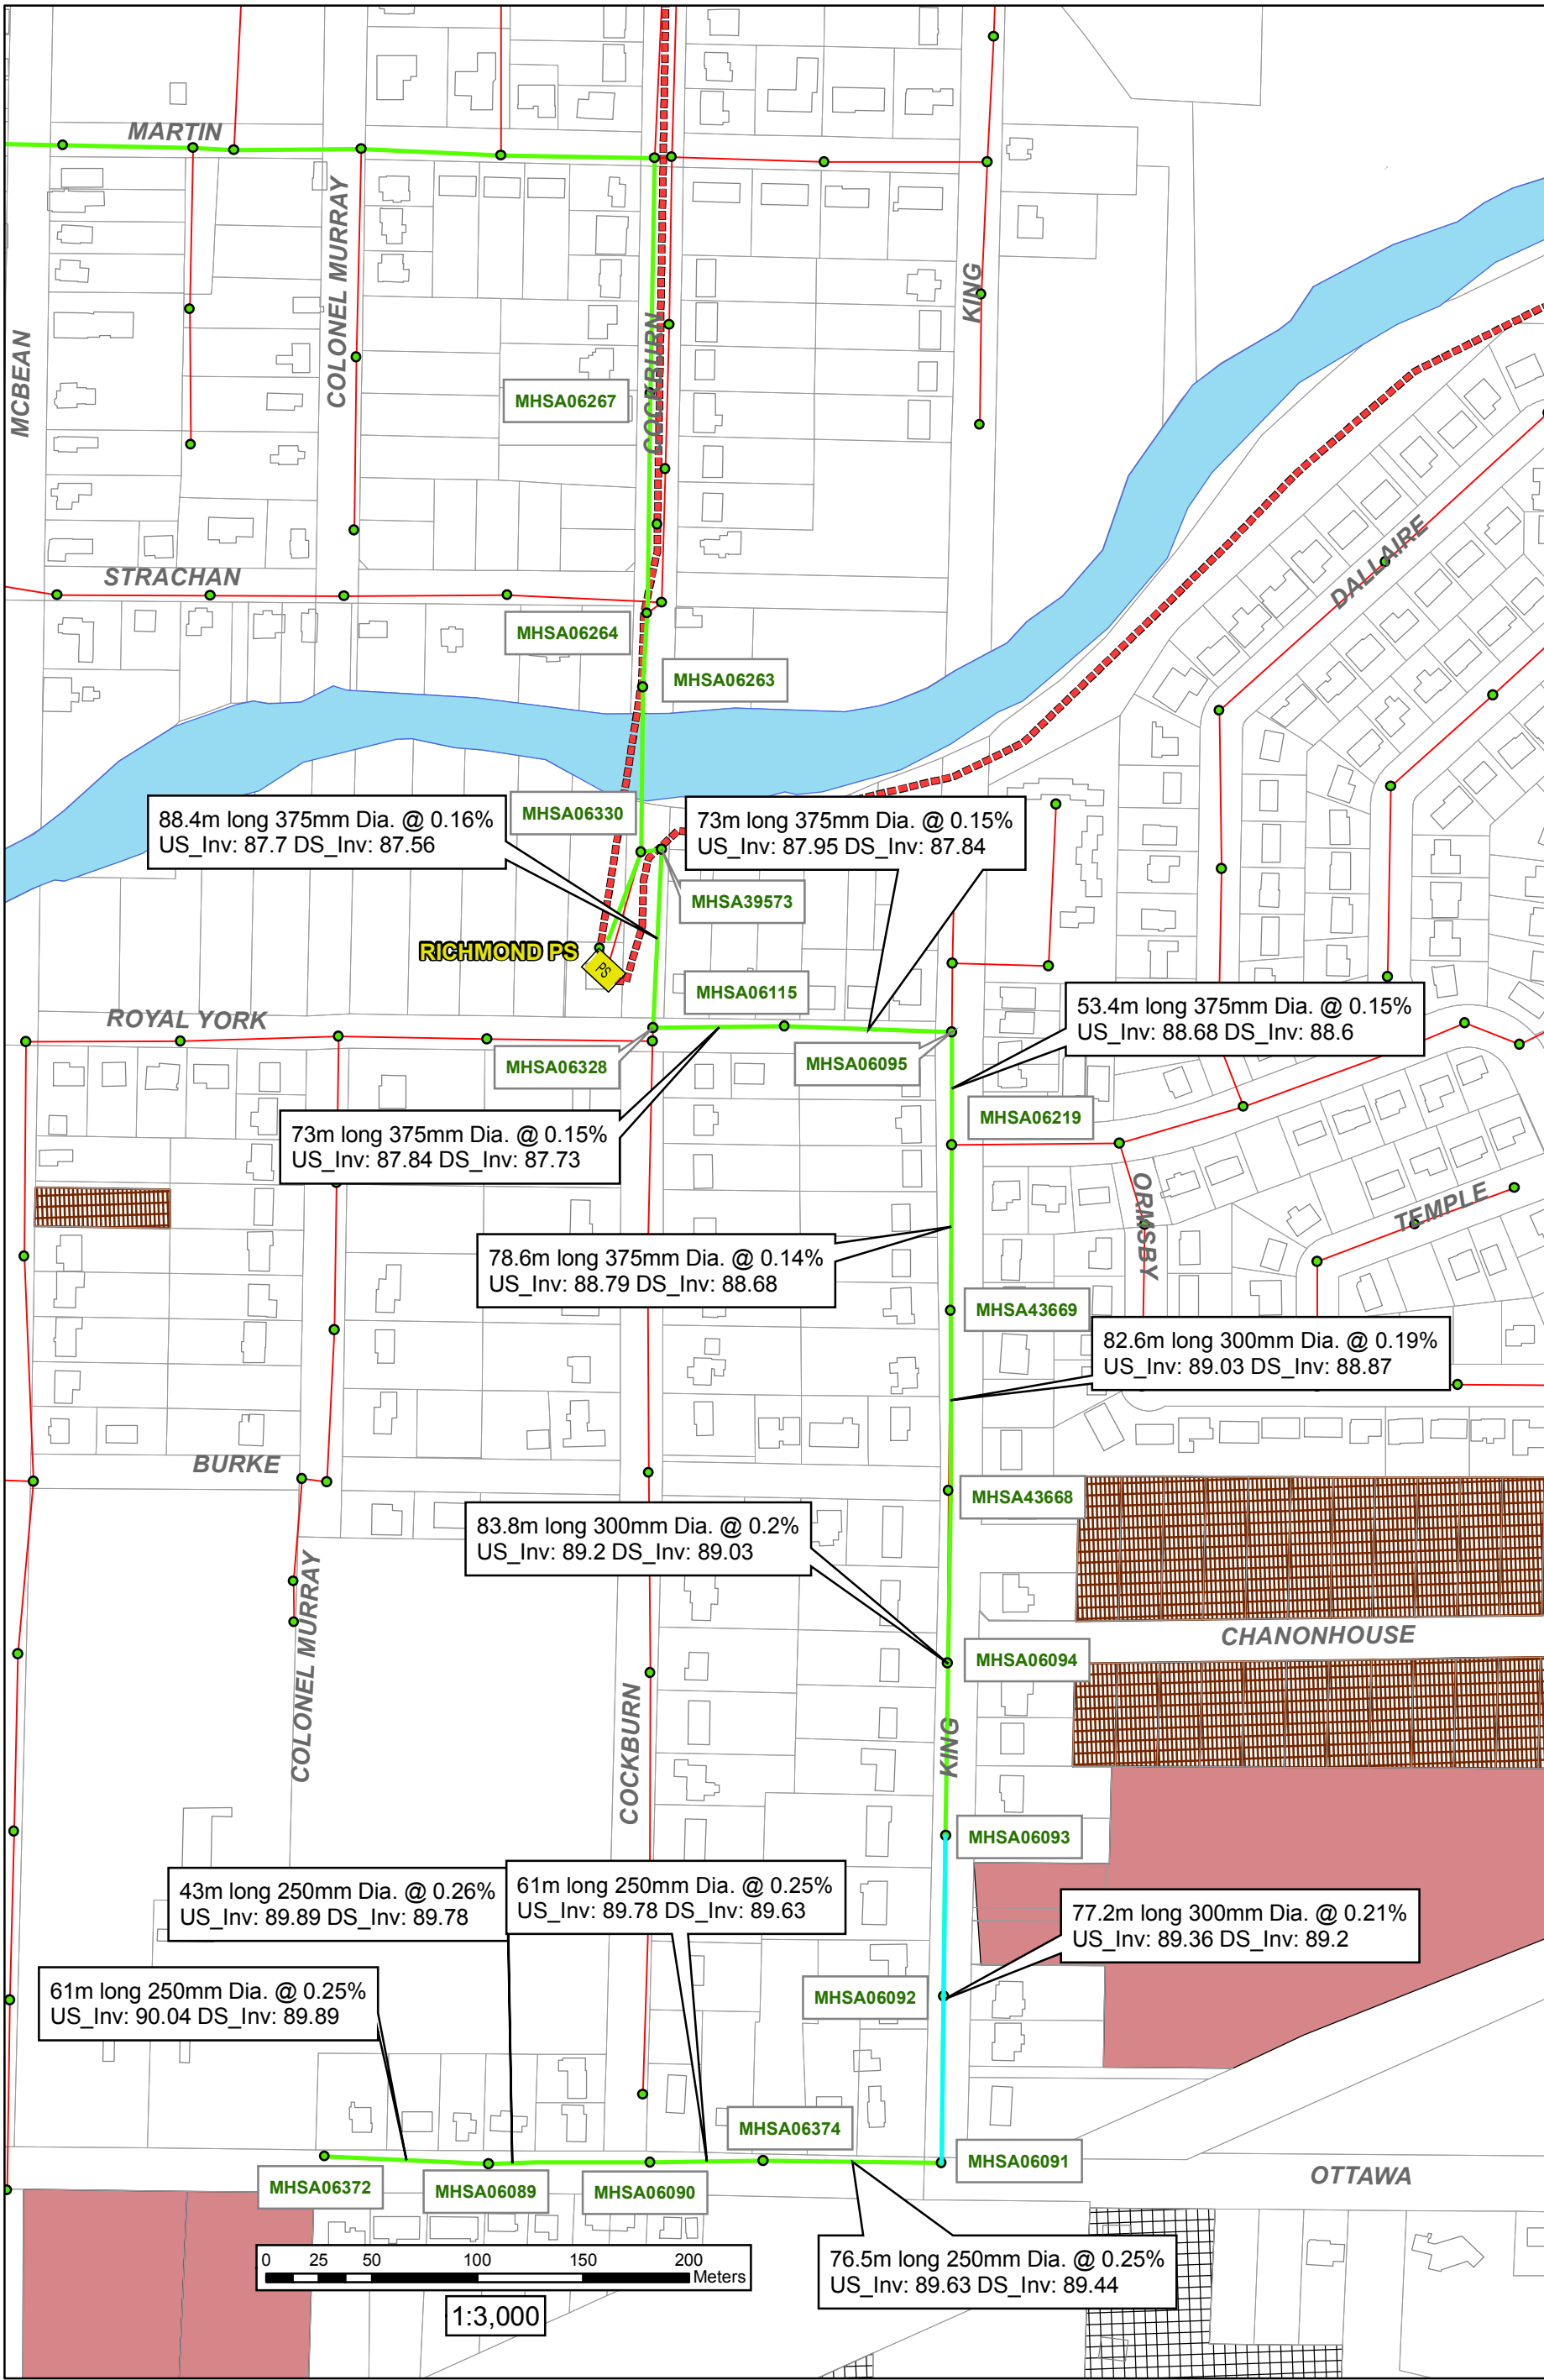 MARTIN
COLONEL MURRAY
KING
COCKBURN
MCBEAN
MHSA06267
DALLAIRE
STRACHAN
MHSA06264
MHSA06263
88.4m long 375mm Dia. @ 0.16%
US_Inv: 87.7 DS_Inv: 87.56
MHSA06330
73m long 375mm Dia. @ 0.15%
US_Inv: 87.95 DS_Inv: 87.84
MHSA39573
RICHMOND PS
PS
MHSA06115
ROYAL YORK
53.4m long 375mm Dia. @ 0.15%
US_Inv: 88.68 DS_Inv: 88.6
MHSA06328
MHSA06095
MHSA06219
73m long 375mm Dia. @ 0.15%
US_Inv: 87.84 DS_Inv: 87.73
ORMSBY
TEMPLE
78.6m long 375mm Dia. @ 0.14%
US_Inv: 88.79 DS_Inv: 88.68
MHSA43669
82.6m long 300mm Dia. @ 0.19%
US_Inv: 89.03 DS_Inv: 88.87
BURKE
MHSA43668
83.8m long 300mm Dia. @ 0.2%
US_Inv: 89.2 DS_Inv: 89.03
COLONEL MURRAY
CHANONHOUSE
MHSA06094
COCKBURN
KING
MHSA06093
43m long 250mm Dia. @ 0.26%
US_Inv: 89.89 DS_Inv: 89.78
61m long 250mm Dia. @ 0.25%
US_Inv: 89.78 DS_Inv: 89.63
77.2m long 300mm Dia. @ 0.21%
US_Inv: 89.36 DS_Inv: 89.2
61m long 250mm Dia. @ 0.25%
US_Inv: 90.04 DS_Inv: 89.89
MHSA06092
MHSA06374
MHSA06091
OTTAWA
MHSA06372
MHSA06089
MHSA06090
0 25 50 100 150 200
Meters
1:3,000
76.5m long 250mm Dia. @ 0.25%
US_Inv: 89.63 DS_Inv: 89.44